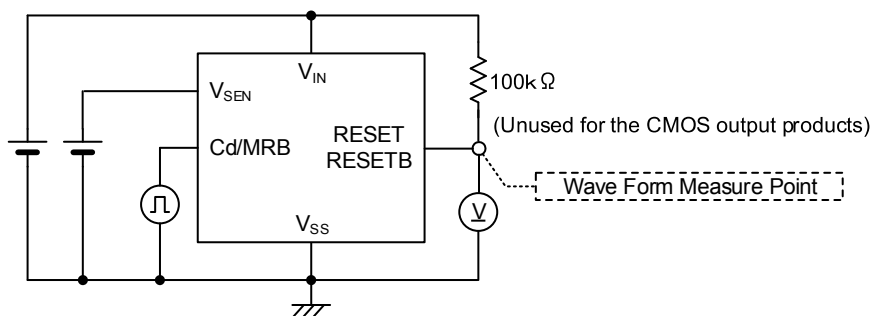 V_IN
V_SEN
100kΩ
(Unused for the CMOS output products)
Cd/MRB
RESET
RESETB
Wave Form Measure Point
V
V_SS